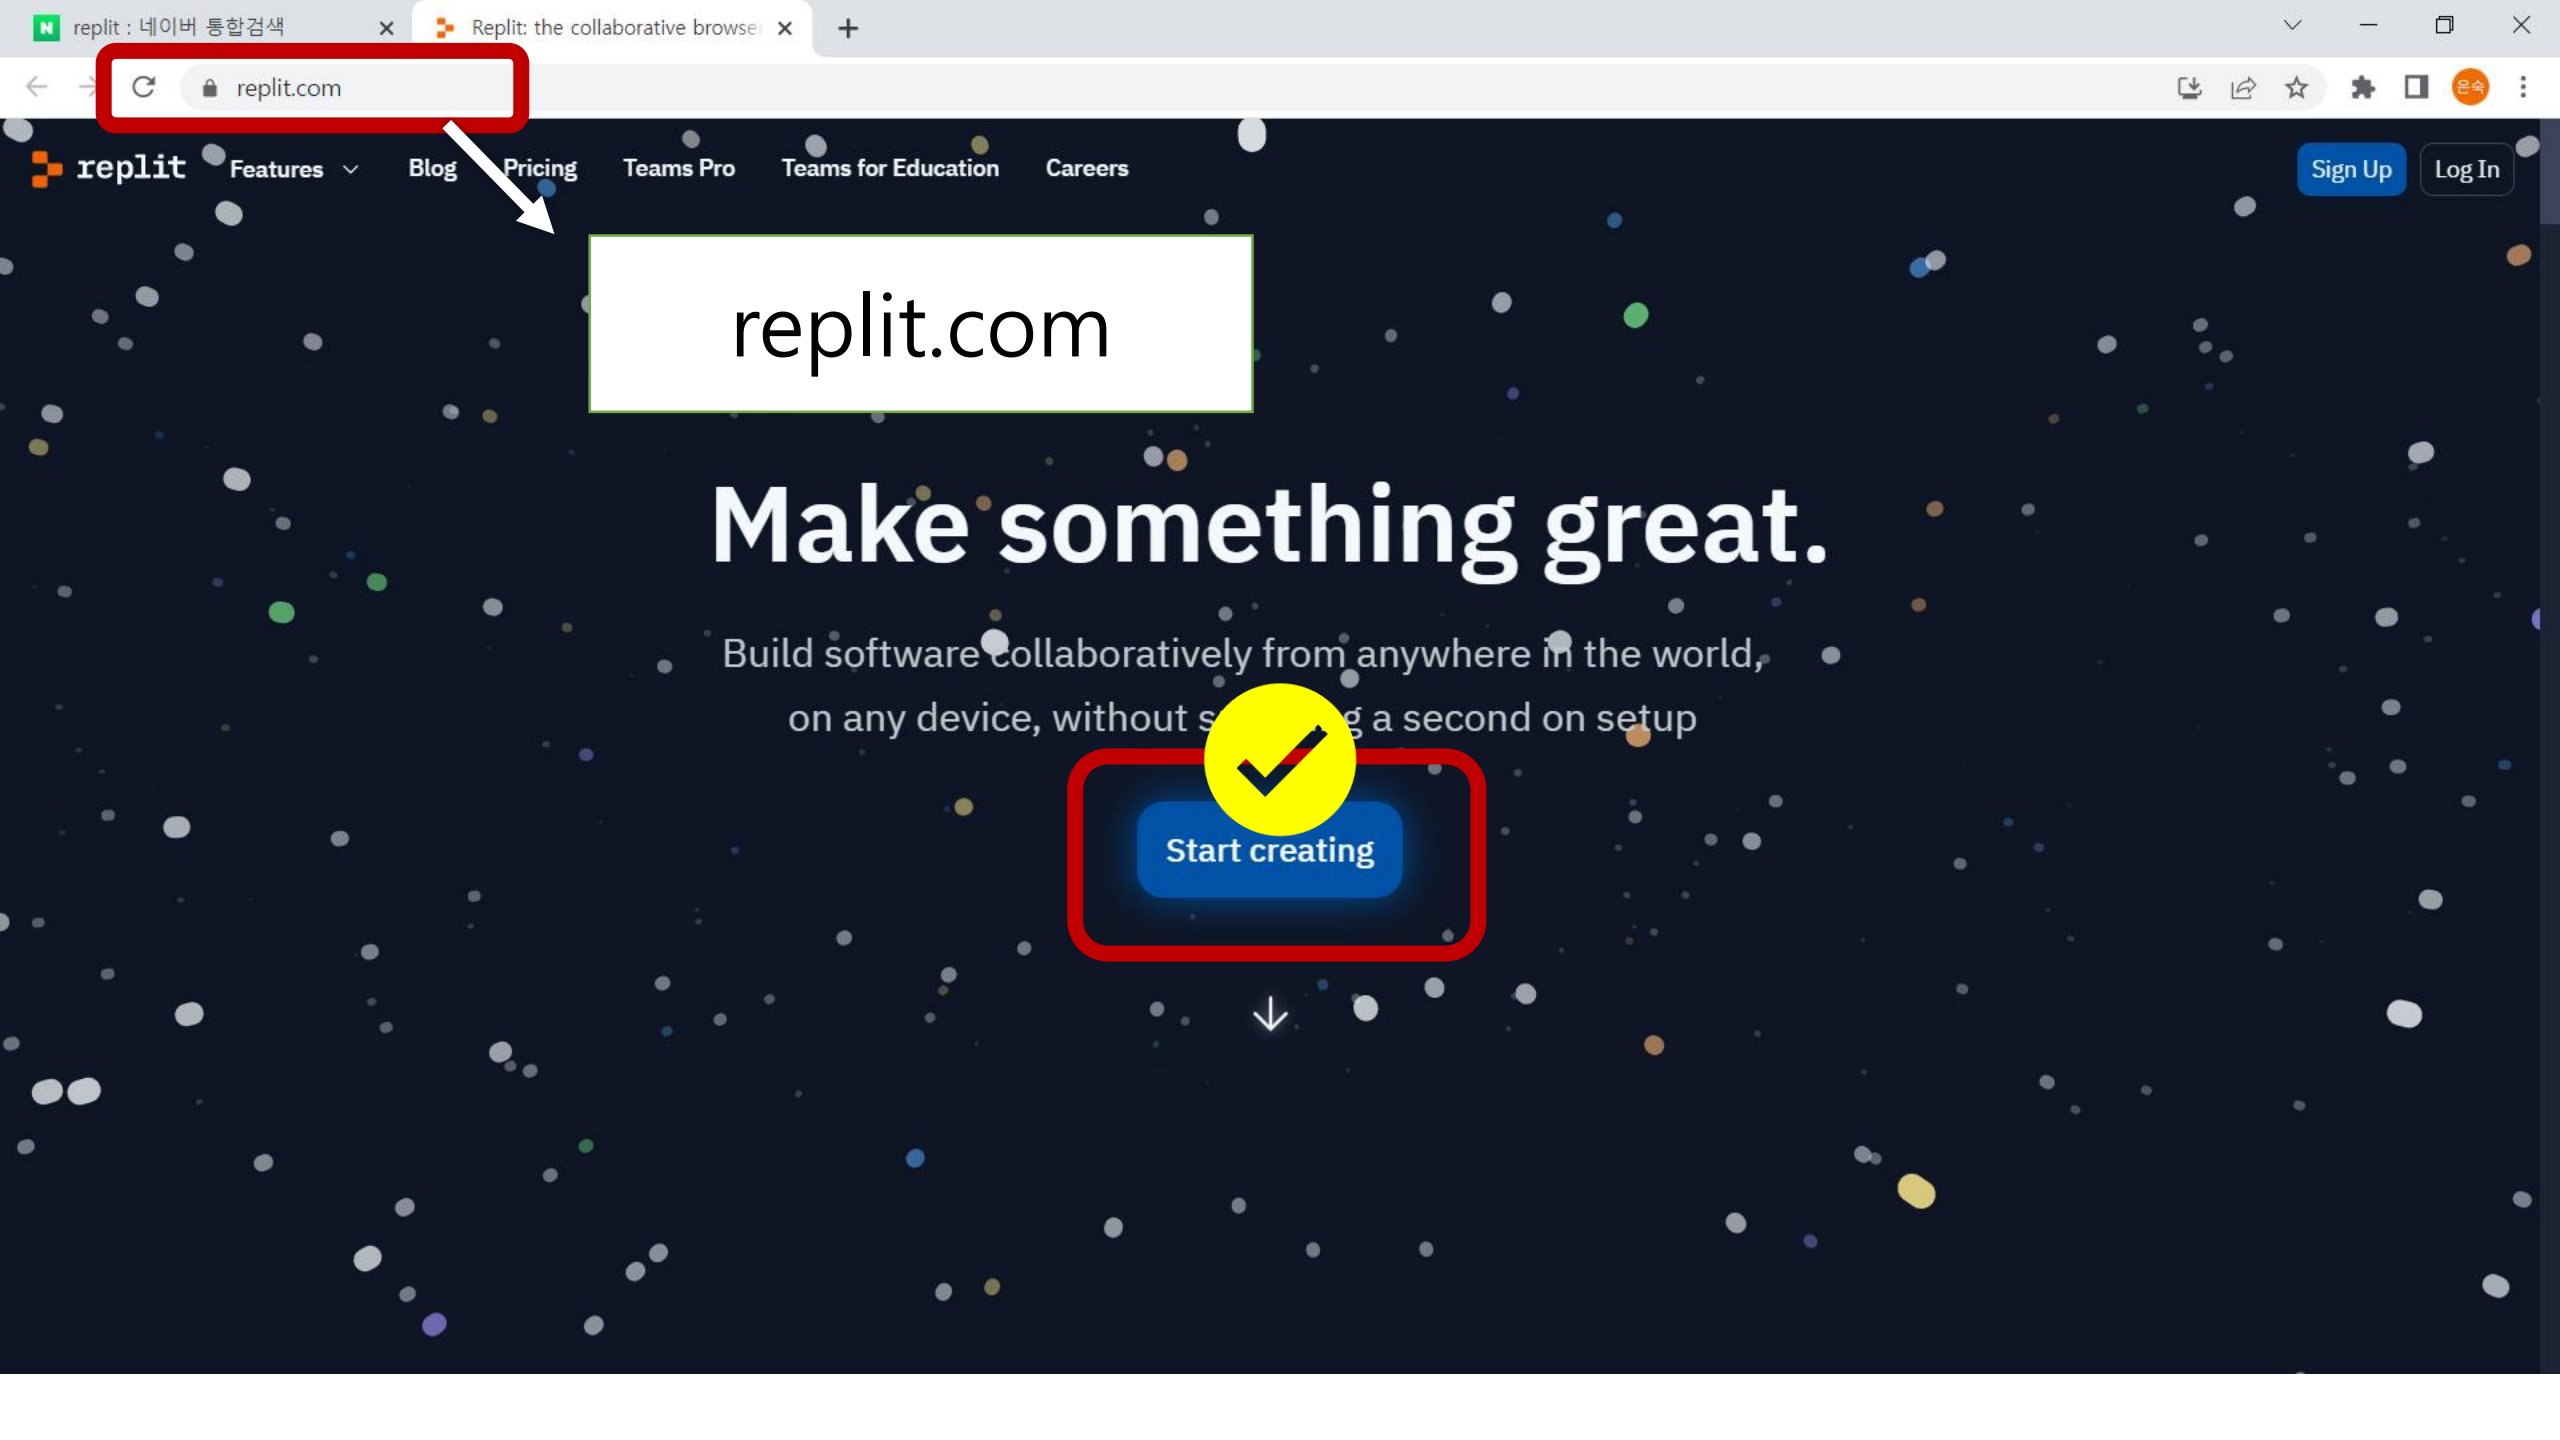 replit : 네이버 통합검색
Replit: the collaborative browser
replit.com
은숙
replit
Features
Blog
Pricing
Teams Pro
Teams for Education
Careers
Sign Up
Log In
replit.com
Make something great.
Build software collaboratively from anywhere in the world,
on any device, without a second on setup
Start creating